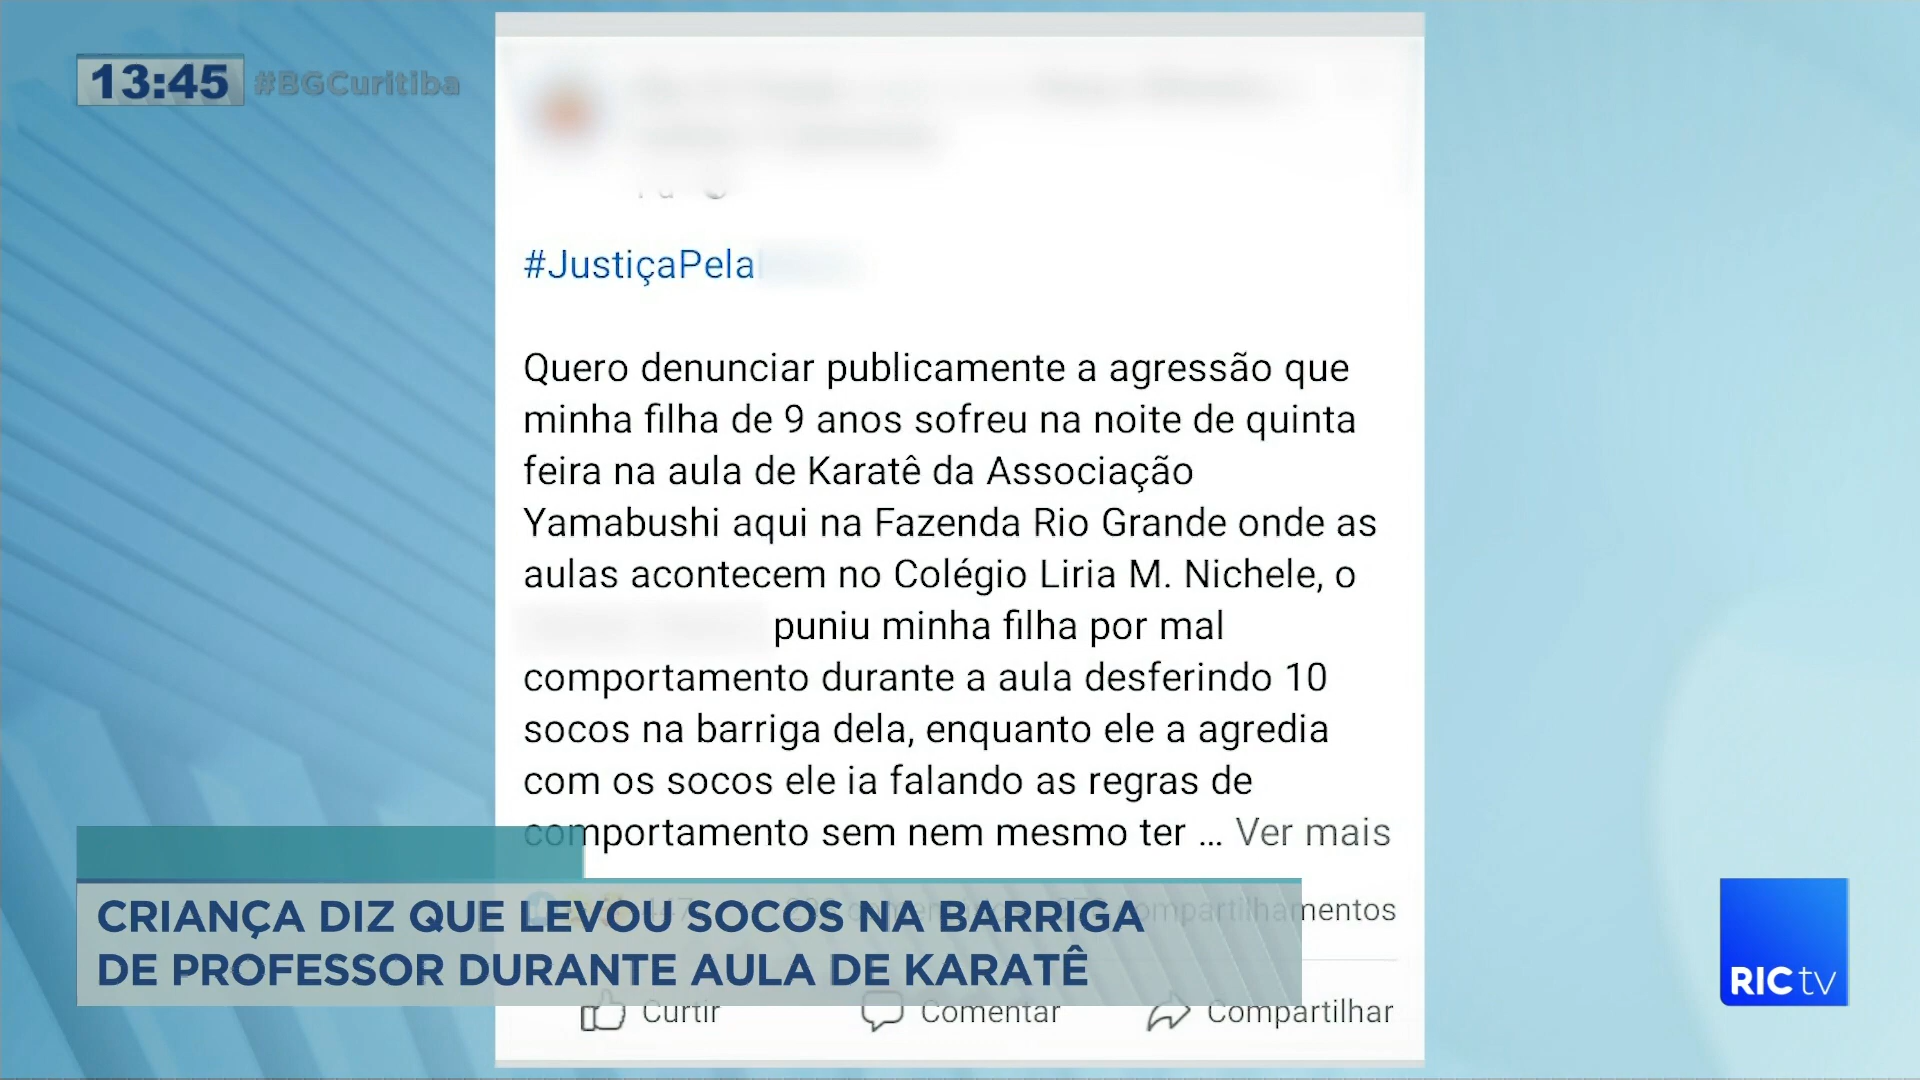 13:45 #BGCuritiba
#JustiçaPela
Quero denunciar publicamente a agressão que
minha filha de 9 anos sofreu na noite de quinta
feira na aula de Karatê da Associação
Yamabushi aqui na Fazenda Rio Grande onde as
aulas acontecem no Colégio Liria M. Nichele, o
puniu minha filha por mal
comportamento durante a aula desferindo 10
socos na barriga dela, enquanto ele a agredia
com os socos ele ia falando as regras de
comportamento sem nem mesmo ter ... Ver mais
447 comentários compartilhamentos
CRIANÇA DIZ QUE LEVOU SOCOS NA BARRIGA
DE PROFESSOR DURANTE AULA DE KARATÊ
Curtir Comentar Compartilhar
RICtv